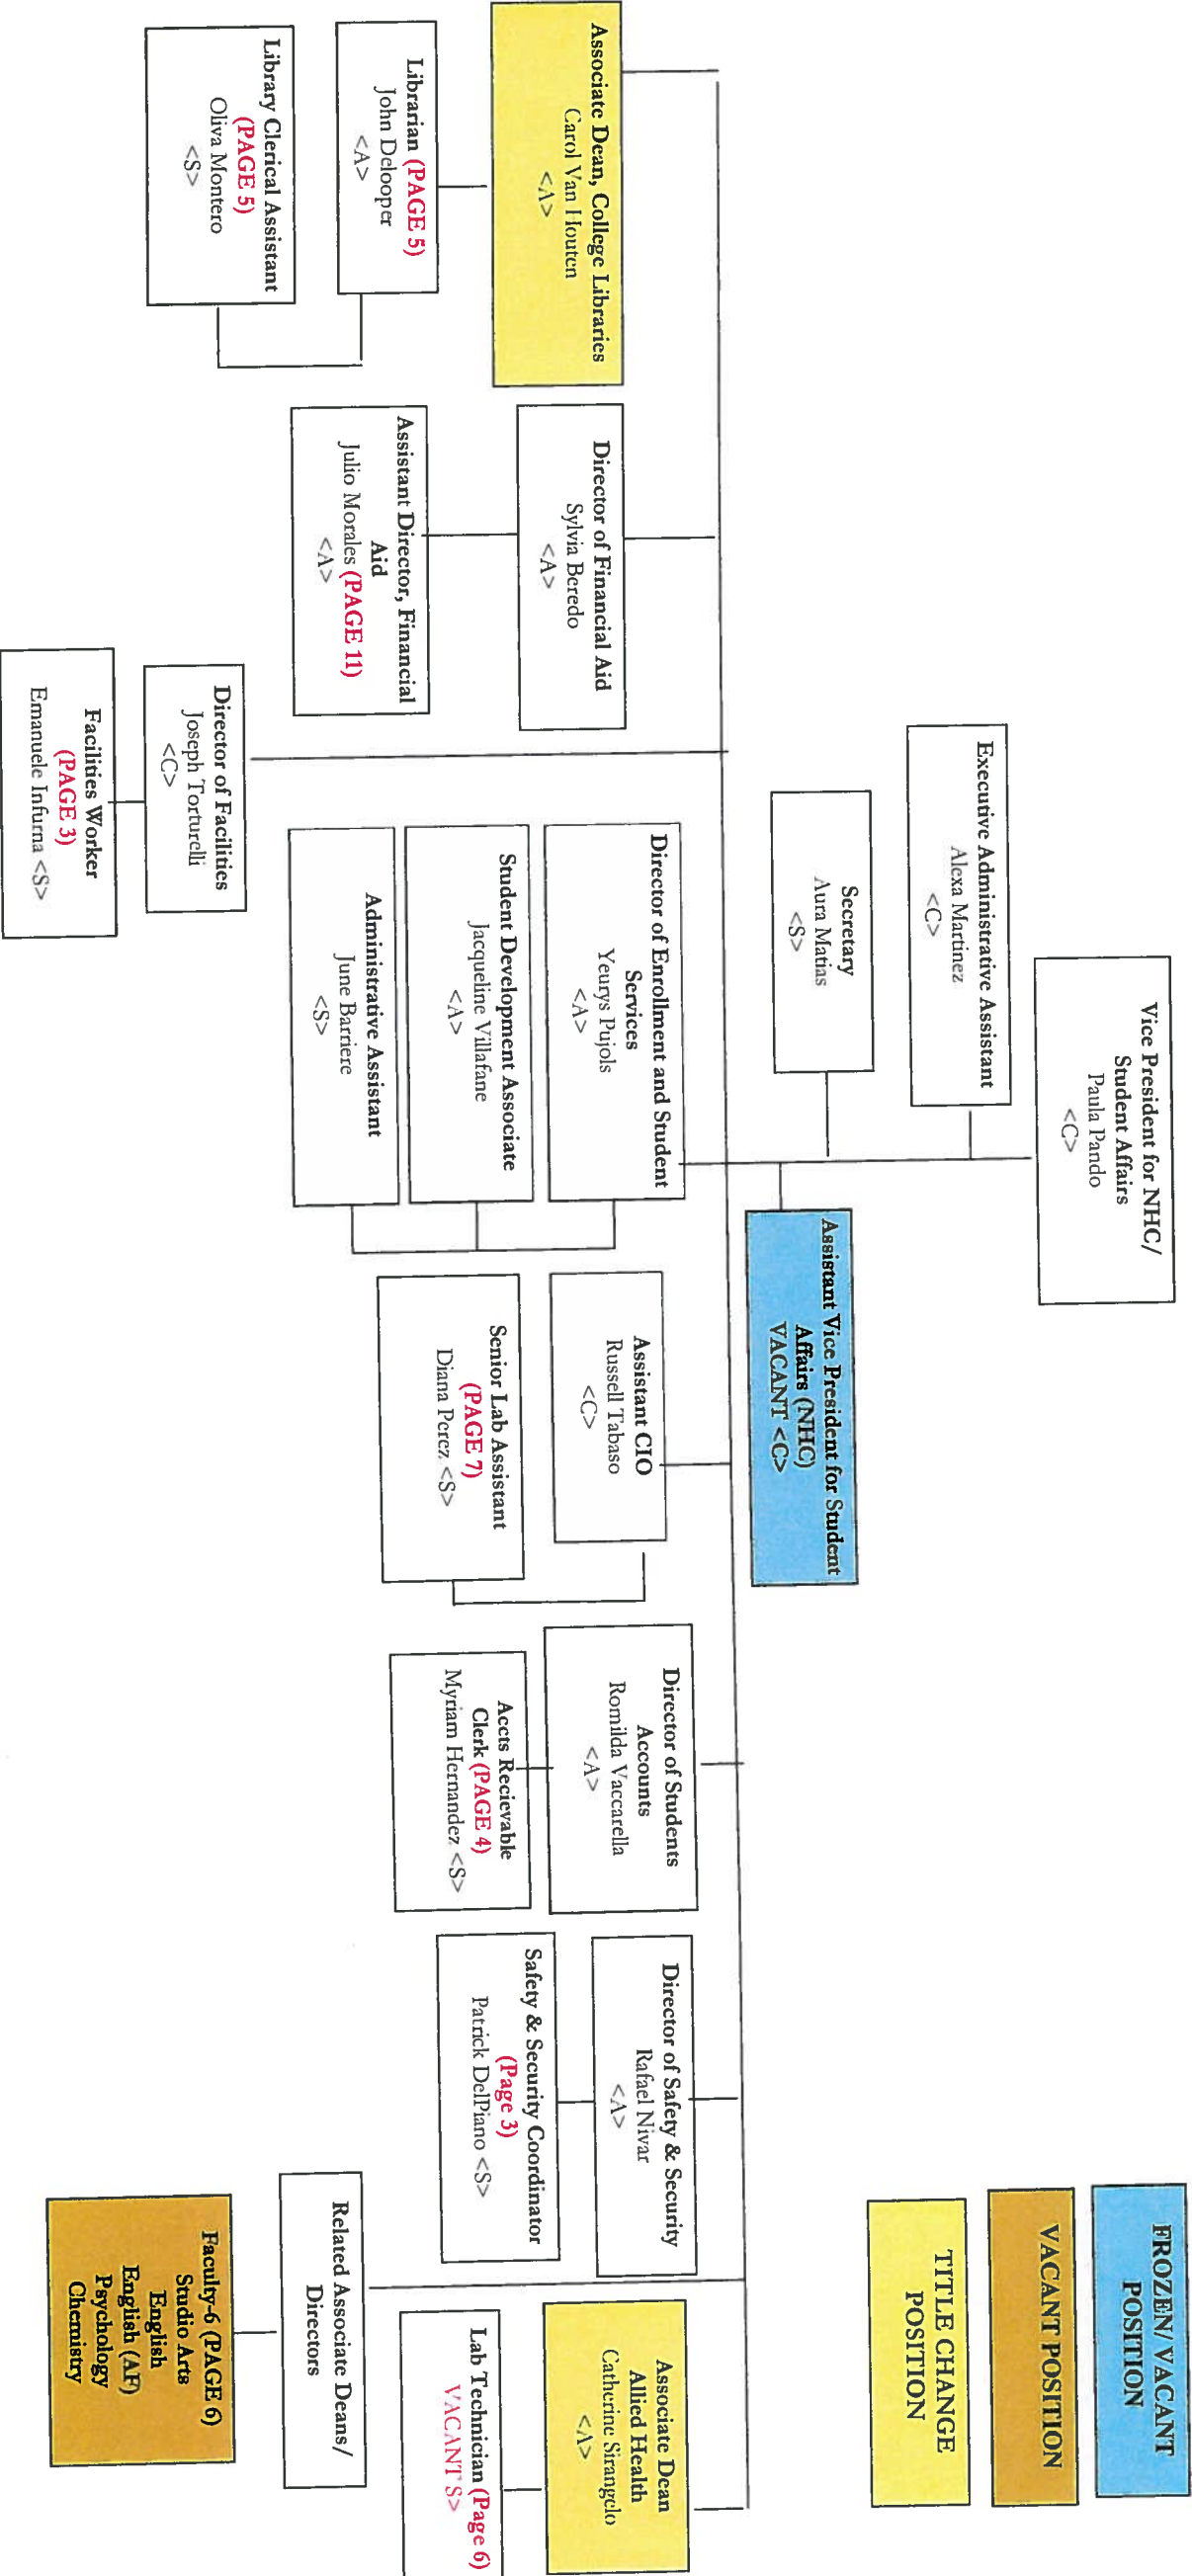 Vice President for NHC/
Student Affairs
Paula Pando
<C>
FROZEN/VACANT
POSITION
VACANT POSITION
TITLE CHANGE
POSITION
Executive Administrative Assistant
Alexa Martinez
<C>
Secretary
Aura Matias
<S>
Assistant Vice President for Student
Affairs (NHC)
VACANT <C>
Associate Dean, College Libraries
Carol Van Houten
<A>
Librarian (PAGE 5)
John Delooper
<A>
Library Clerical Assistant
(PAGE 5)
Oliva Montero
<S>
Director of Financial Aid
Sylvia Beredo
<A>
Assistant Director, Financial
Aid
Julio Morales (PAGE 11)
<A>
Director of Facilities
Joseph Torturelli
<C>
Facilities Worker
(PAGE 3)
Emanuele Infurna <S>
Director of Enrollment and Student
Services
Yeurys Pujols
<A>
Student Development Associate
Jacqueline Villafane
<A>
Administrative Assistant
June Barriere
<S>
Assistant CIO
Russell Tabaso
<C>
Senior Lab Assistant
(PAGE 7)
Diana Perez <S>
Director of Students
Accounts
Romilda Vaccarella
<A>
Accts Recievable
Clerk (PAGE 4)
Myriam Hernandez <S>
Director of Safety & Security
Rafael Nivar
<A>
Safety & Security Coordinator
(Page 3)
Patrick DelPiano <S>
Related Associate Deans/
Directors
Faculty-6 (PAGE 6)
Studio Arts
English
English (AF)
Psychology
Chemistry
Associate Dean
Allied Health
Catherine Sirangelo
<A>
Lab Technician (Page 6)
VACANT S>